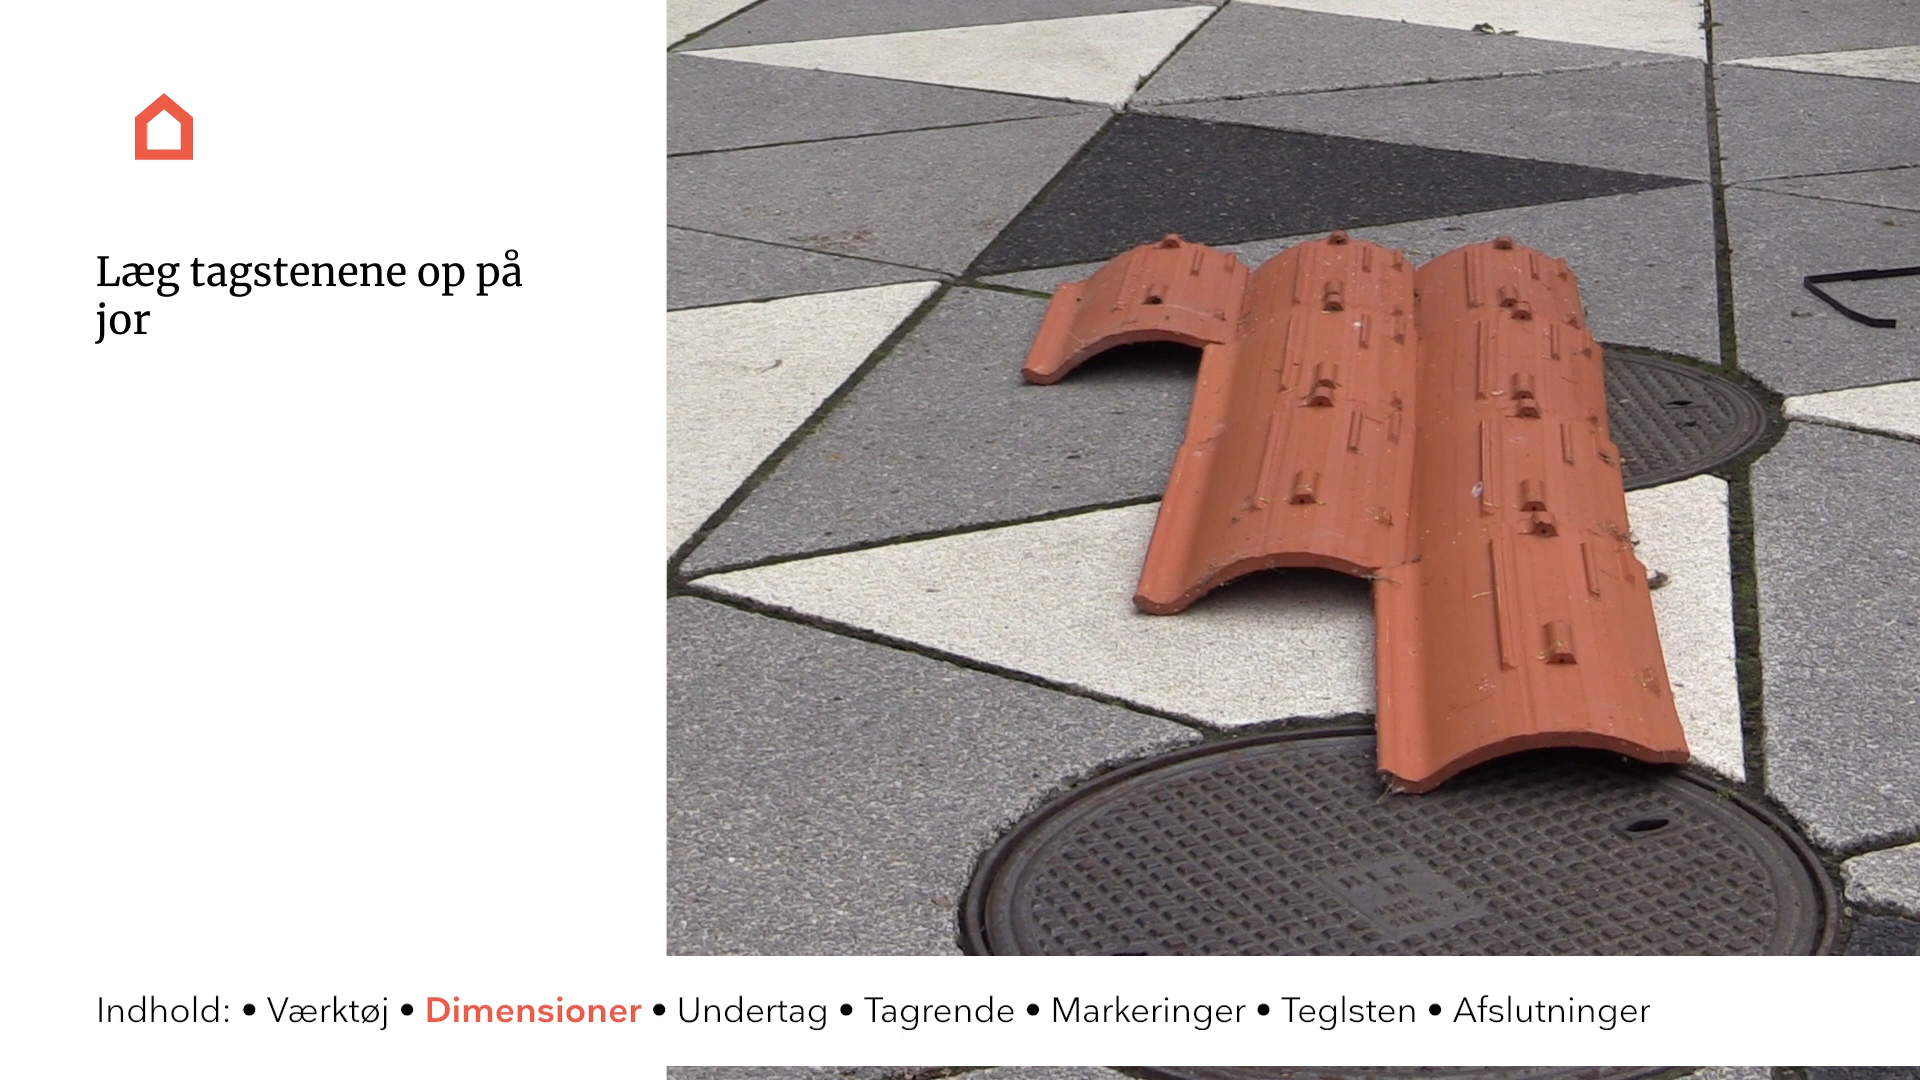 Læg tagstenene op på
jor
Indhold: • Værktøj • Dimensioner • Undertag • Tagrende • Markeringer • Teglsten • Afslutninger